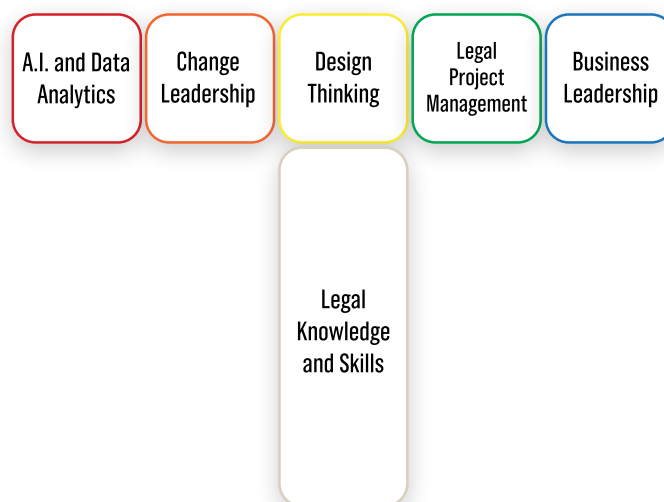 A.I. and Data
Analytics
Change
Leadership
Design
Thinking
Legal
Project
Management
Business
Leadership
Legal
Knowledge
and Skills